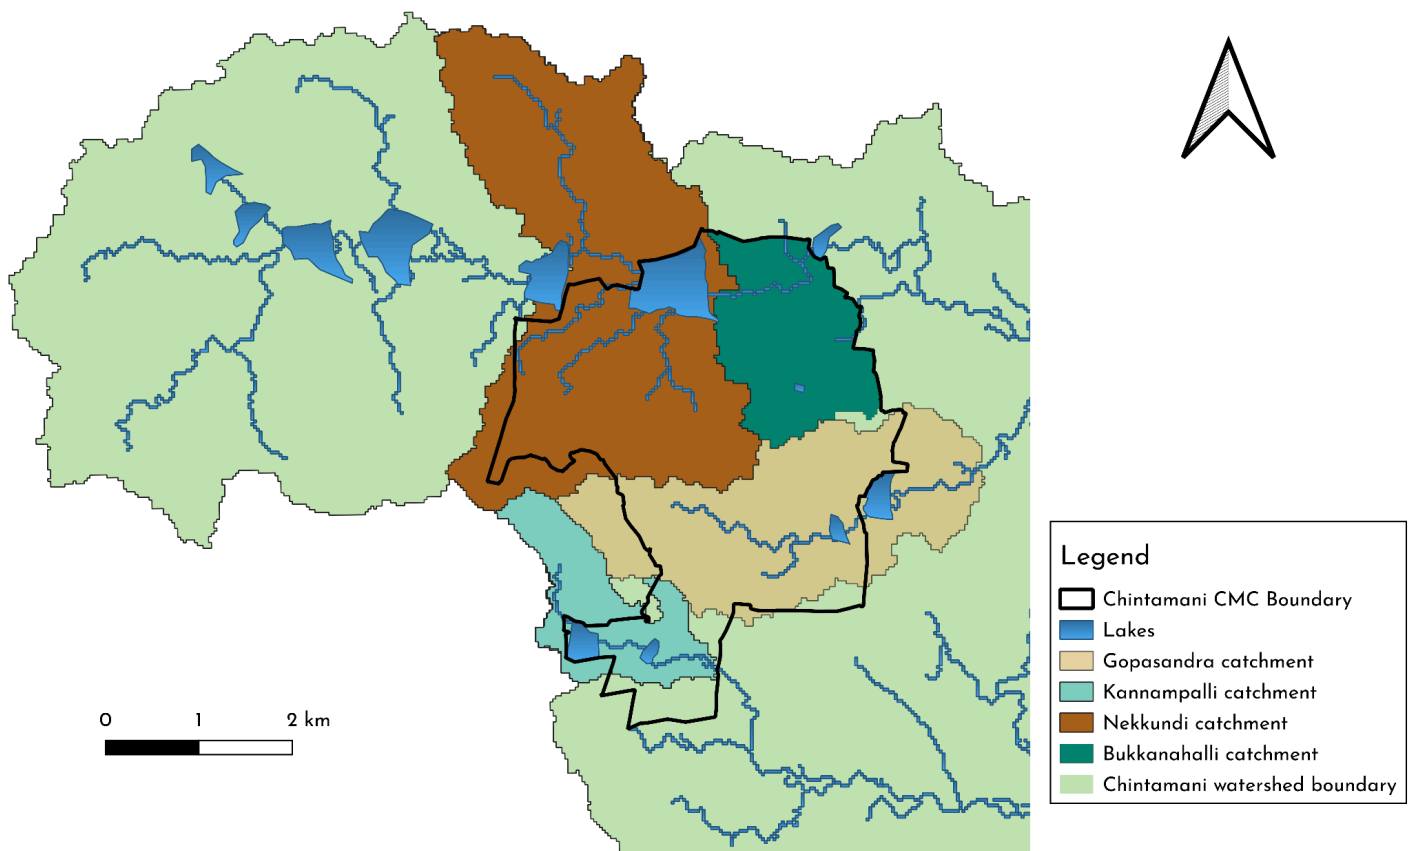 Legend
Chintamani CMC Boundary
Lakes
Gopasandra catchment
Kannampalli catchment
Nekkundi catchment
Bukkanahalli catchment
Chintamani watershed boundary
0 1 2 km